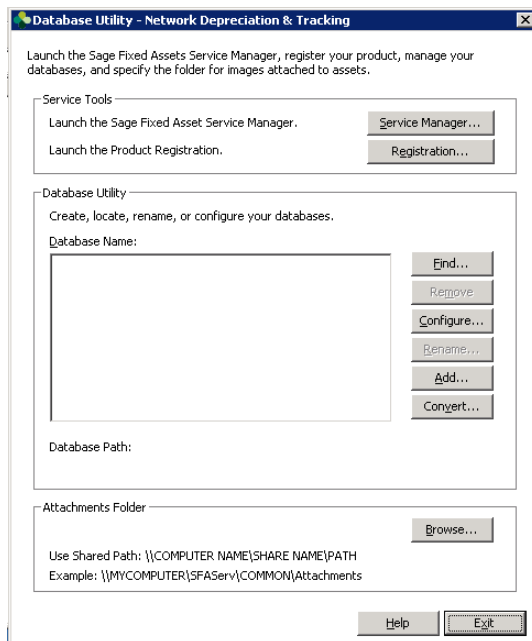 Database Utility - Network Depreciation & Tracking
Launch the Sage Fixed Assets Service Manager, register your product, manage your
databases, and specify the folder for images attached to assets.
Service Tools
Launch the Sage Fixed Asset Service Manager.
Service Manager...
Launch the Product Registration.
Registration...
Database Utility
Create, locate, rename, or configure your databases.
Database Name:
Find...
Remove
Configure...
Rename...
Add...
Convert...
Database Path:
Attachments Folder
Browse...
Use Shared Path: \\COMPUTER NAME\SHARE NAME\PATH
Example: \\MYCOMPUTER\SFAServ\COMMON\Attachments
Help
Exit